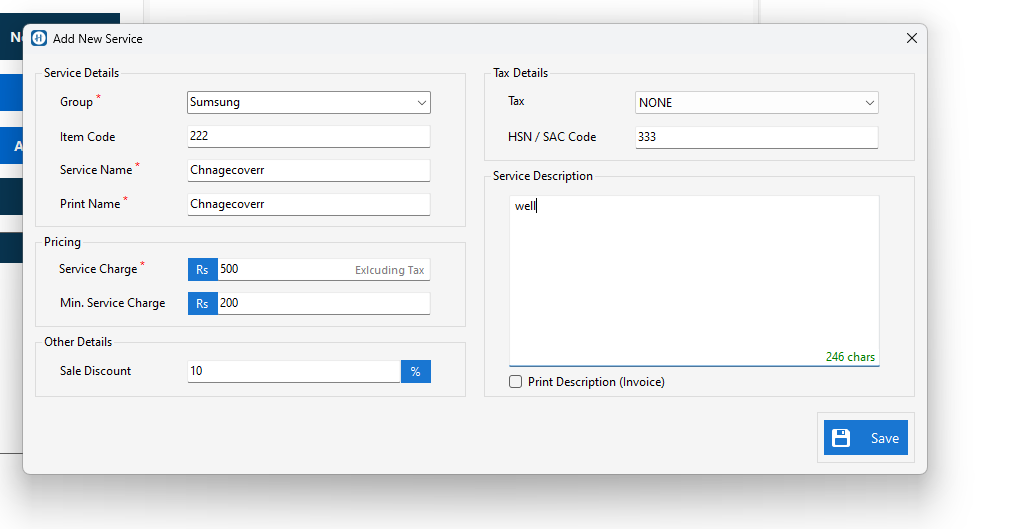 Add New Service
Service Details
Group *
Sumsung
Item Code
222
Service Name *
Chnagecoverr
Print Name *
Chnagecoverr
Pricing
Service Charge *
Rs 500 Exlcuding Tax
Min. Service Charge
Rs 200
Other Details
Sale Discount
10 %
Tax Details
Tax
NONE
HSN / SAC Code
333
Service Description
well
246 chars
Print Description (Invoice)
Save